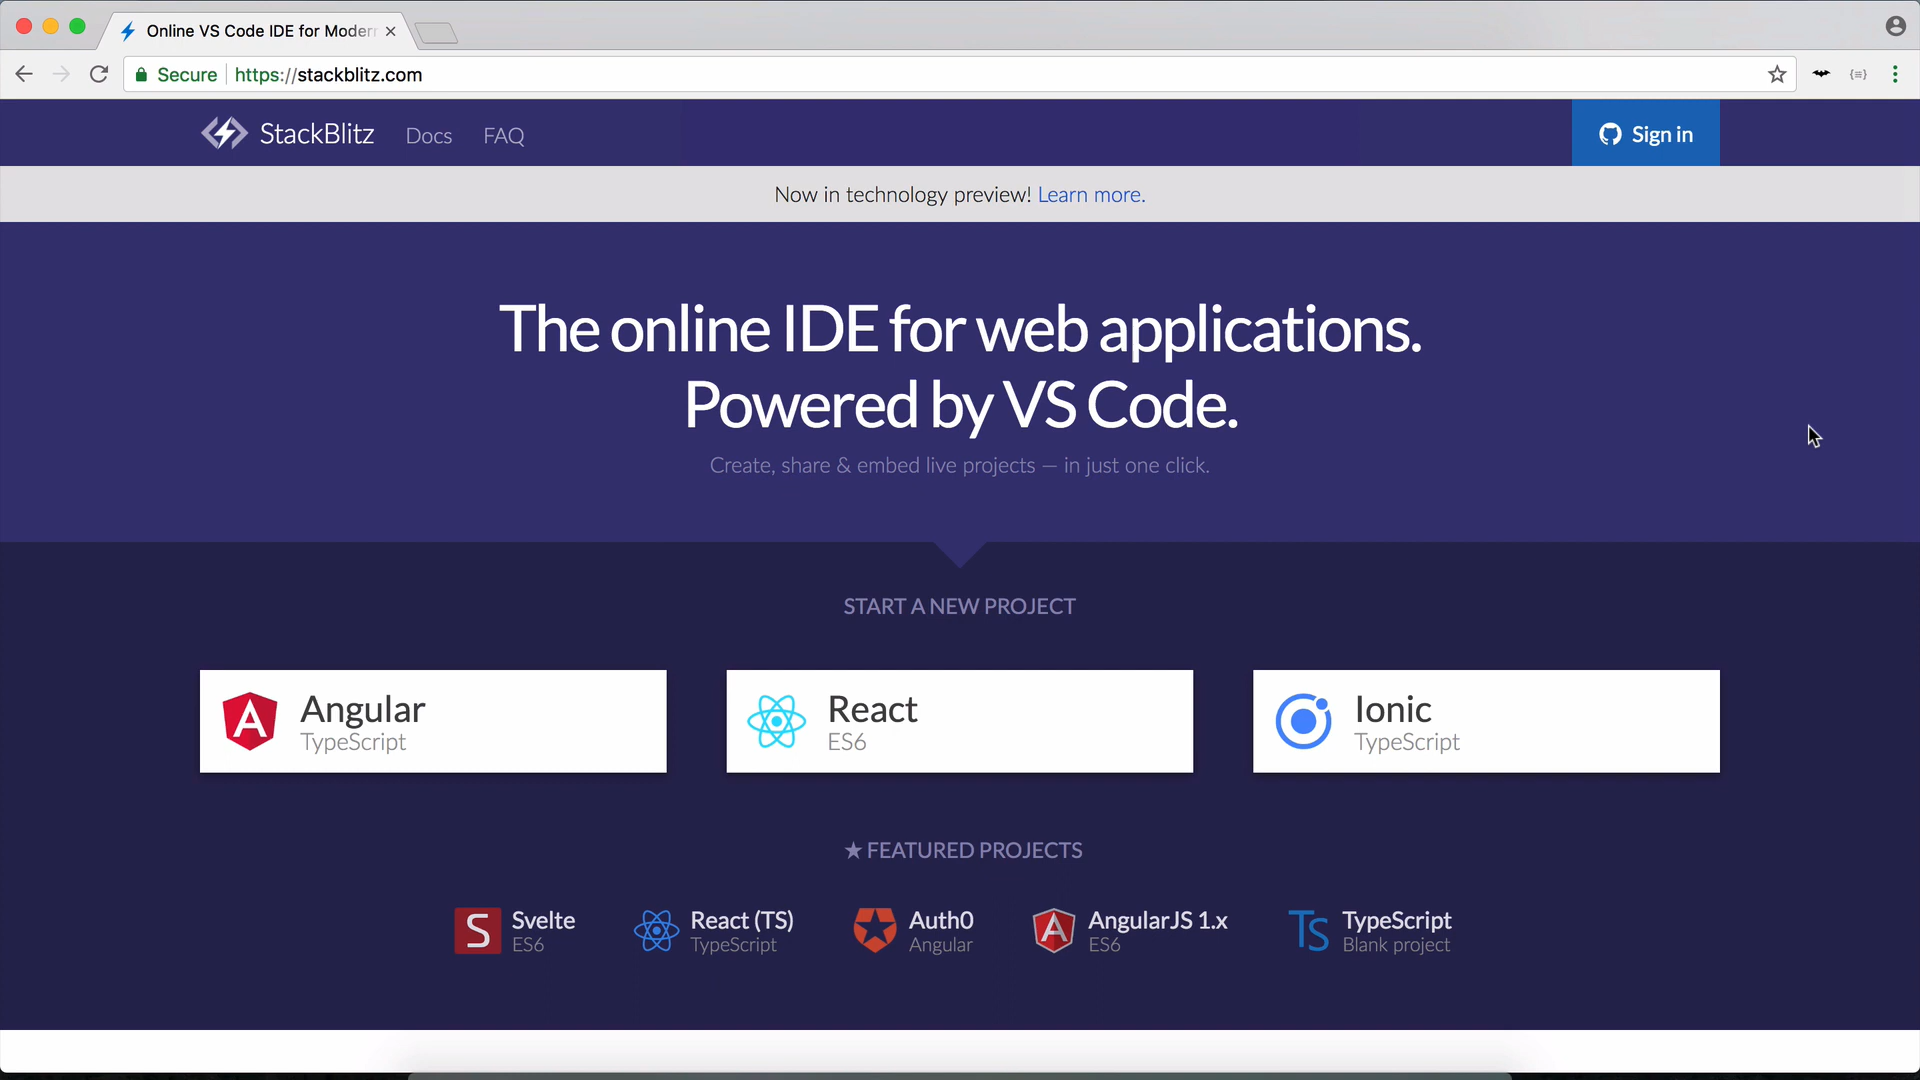 Online VS Code IDE for Moder
Secure https://stackblitz.com
StackBlitz Docs FAQ Sign in
Now in technology preview! Learn more.
The online IDE for web applications.
Powered by VS Code.
Create, share & embed live projects — in just one click.
START A NEW PROJECT
Angular
TypeScript
React
ES6
Ionic
TypeScript
★ FEATURED PROJECTS
Svelte
ES6
React (TS)
TypeScript
Auth0
Angular
AngularJS 1.x
ES6
TS
TypeScript
Blank project